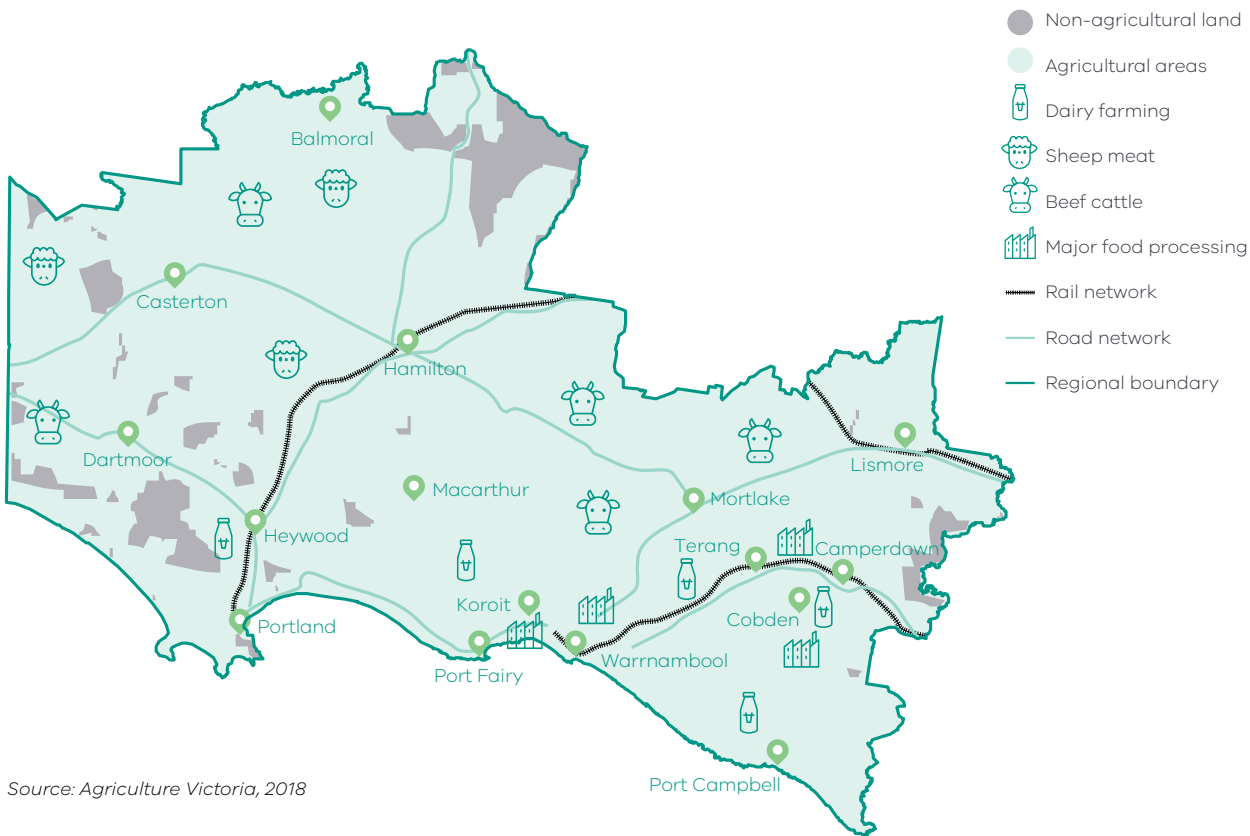 Non-agricultural land
Agricultural areas
Dairy farming
Sheep meat
Beef cattle
Major food processing
Rail network
Road network
Regional boundary
Balmoral
Casterton
Hamilton
Dartmoor
Lismore
Macarthur
Mortlake
Heywood
Terang
Camperdown
Koroit
Cobden
Portland
Warrnambool
Port Fairy
Port Campbell
Source: Agriculture Victoria, 2018